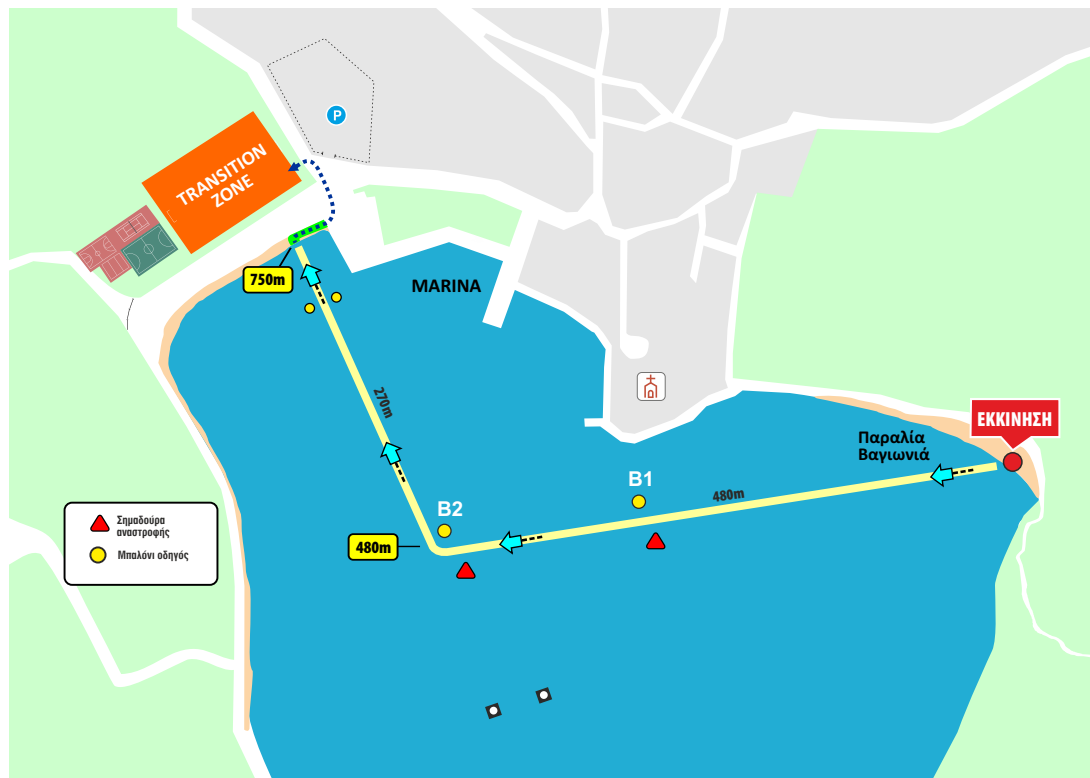 P
TRANSITION
ZONE
750m
MARINA
270m
ΕΚΚΙΝΗΣΗ
Παραλία
Βαγιωνιά
B1
480m
B2
480m
Σημαδούρα
αναστροφής
Μπαλόνι οδηγός